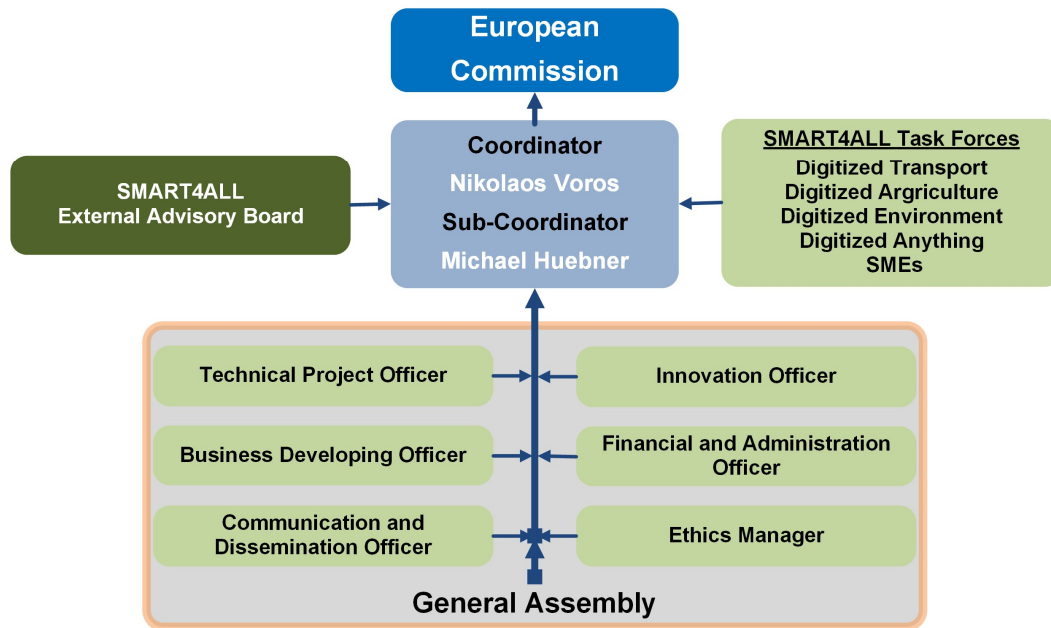 European
Commission
Coordinator
Nikolaos Voros
Sub-Coordinator
Michael Huebner
SMART4ALL
External Advisory Board
SMART4ALL Task Forces
Digitized Transport
Digitized Argriculture
Digitized Environment
Digitized Anything
SMEs
Technical Project Officer
Innovation Officer
Business Developing Officer
Financial and Administration
Officer
Communication and
Dissemination Officer
Ethics Manager
General Assembly